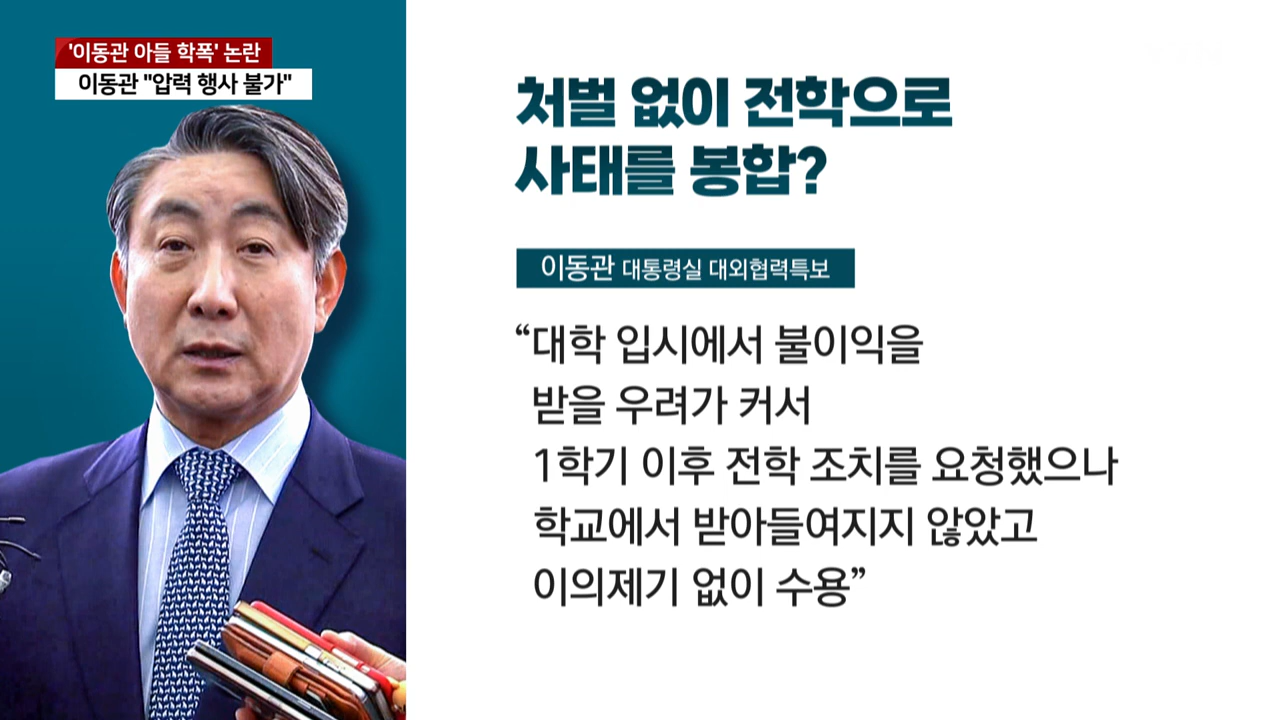 '이동관 아들 학폭' 논란
이동관 "압력 행사 불가"
처벌 없이 전학으로
사태를 봉합?
이동관 대통령실 대외협력특보
“대학 입시에서 불이익을
받을 우려가 커서
1학기 이후 전학 조치를 요청했으나
학교에서 받아들여지지 않았고
이의제기 없이 수용”